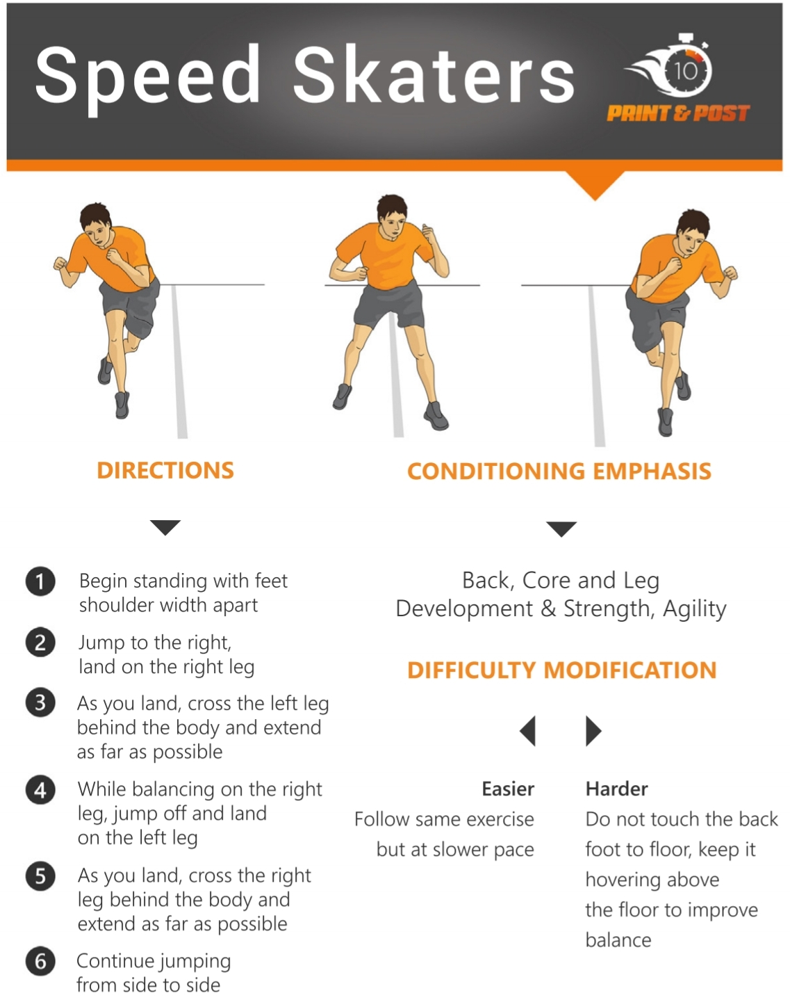 Speed Skaters
10
PRINT & POST
DIRECTIONS
1 Begin standing with feet
shoulder width apart
2 Jump to the right,
land on the right leg
3 As you land, cross the left leg
behind the body and extend
as far as possible
4 While balancing on the right
leg, jump off and land
on the left leg
5 As you land, cross the right
leg behind the body and
extend as far as possible
6 Continue jumping
from side to side
CONDITIONING EMPHASIS
Back, Core and Leg
Development & Strength, Agility
DIFFICULTY MODIFICATION
Easier
Follow same exercise
but at slower pace
Harder
Do not touch the back
foot to floor, keep it
hovering above
the floor to improve
balance